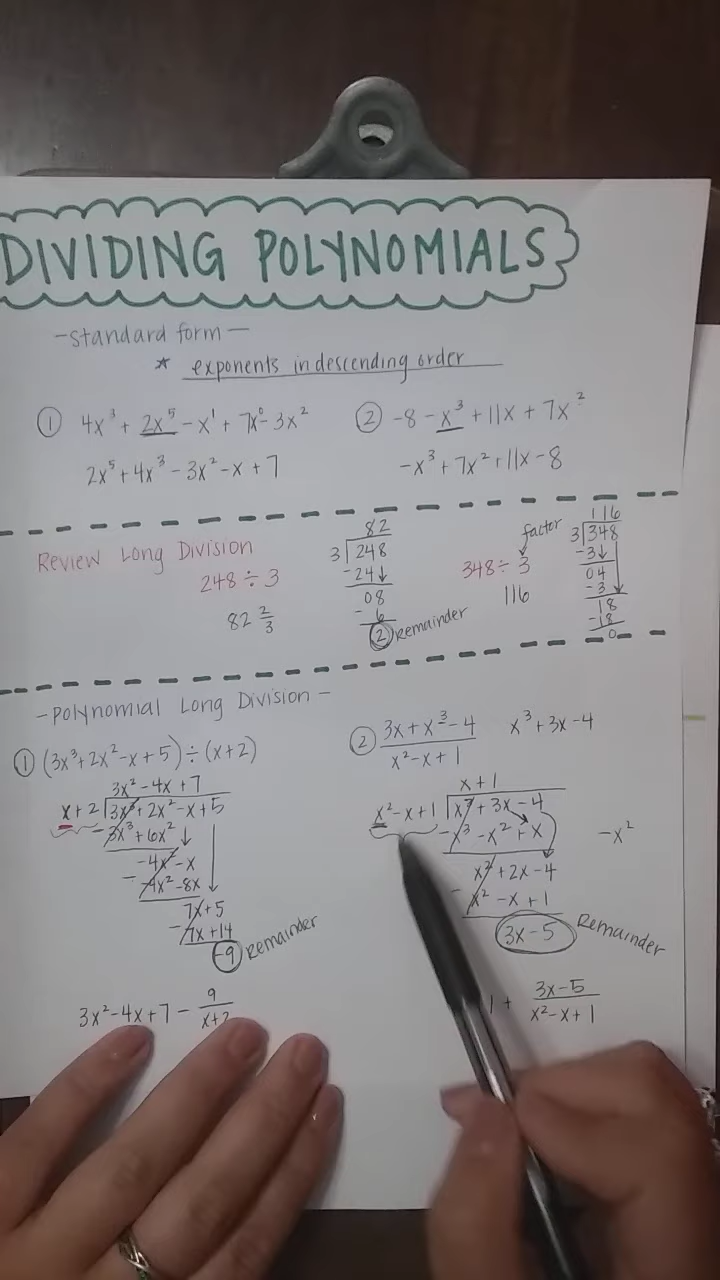 DIVIDING POLYNOMIALS
-standard form-
* exponents in descending order
① 4x³ + 2x⁵ - x¹ + 7x⁰ - 3x²
2x⁵ + 4x³ - 3x² - x + 7
② -8 - x³ + 11x + 7x²
-x³ + 7x² + 11x - 8
Review Long Division
248 ÷ 3
82 2/3
82
3 248
-24↓
08
- 6
2 Remainder
factor
348 ÷ 3
116
116
3 348
-3↓
04
-3
18
-18
0
-Polynomial Long Division-
① (3x³+2x²-x+5) ÷ (x+2)
3x² - 4x + 7
x+2 3x³+2x²-x+5
-3x³+6x² ↓
-4x² - x
- -4x² - 8x
7x+5
-7x+14
-9 Remainder
3x²-4x+7 - 9/x+2
② 3x + x³ - 4
x² - x + 1
x³ + 3x - 4
x + 1
x²-x+1 x³ + 3x - 4
-x³ - x² + x
-x²
x² + 2x - 4
- x² - x + 1
3x - 5 Remainder
1 + 3x-5
x²-x+1